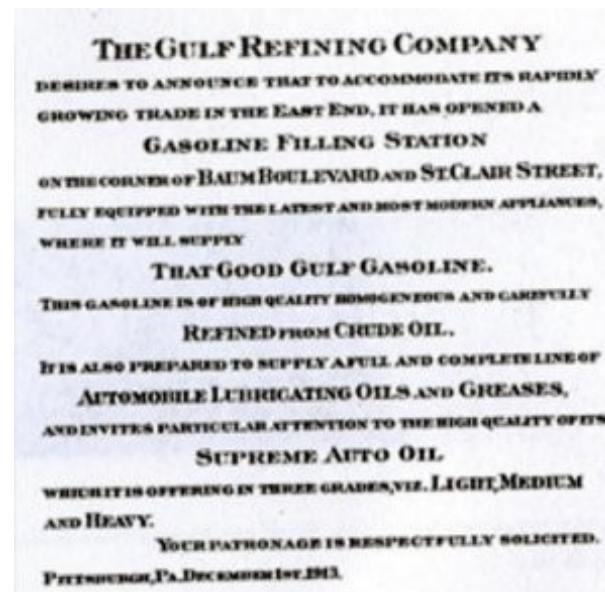 THE GULF REFINING COMPANY
DESIRES TO ANNOUNCE THAT TO ACCOMMODATE ITS RAPIDLY
GROWING TRADE IN THE EAST END, IT HAS OPENED A
GASOLINE FILLING STATION
ON THE CORNER OF BAUM BOULEVARD AND ST. CLAIR STREET,
FULLY EQUIPPED WITH THE LATEST AND MOST MODERN APPLIANCES,
WHERE IT WILL SUPPLY
THAT GOOD GULF GASOLINE.
THIS GASOLINE IS OF HIGH QUALITY HOMOGENEOUS AND CAREFULLY
REFINED FROM CRUDE OIL.
IT IS ALSO PREPARED TO SUPPLY A FULL AND COMPLETE LINE OF
AUTOMOBILE LUBRICATING OILS AND GREASES,
AND INVITES PARTICULAR ATTENTION TO THE HIGH QUALITY OF ITS
SUPREME AUTO OIL
WHICH IT IS OFFERING IN THREE GRADES, VIZ. LIGHT, MEDIUM
AND HEAVY.
YOUR PATRONAGE IS RESPECTFULLY SOLICITED.
PITTSBURGH, PA. DECEMBER 1ST. 1913.